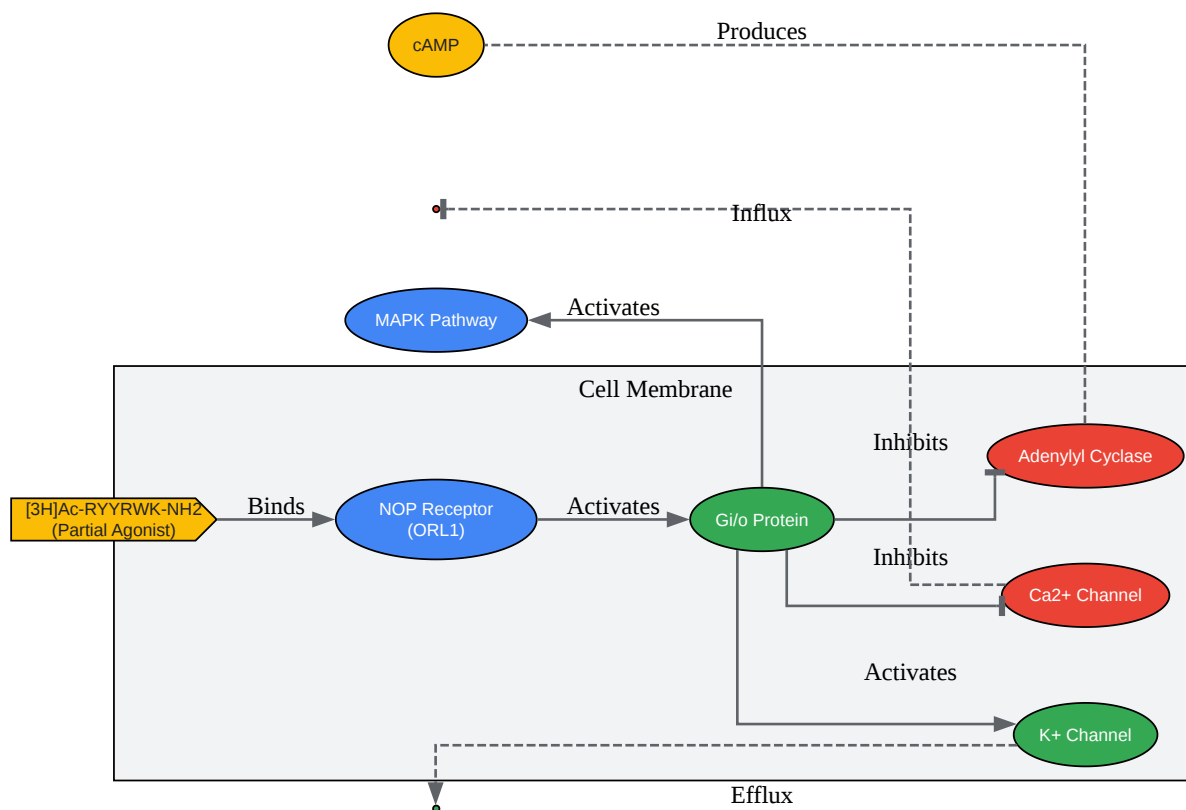 Produces
cAMP
Influx
Activates
MAPK Pathway
Cell Membrane
Inhibits
Adenylyl Cyclase
[3H]Ac-RYYRWK-NH2
(Partial Agonist)
Binds
NOP Receptor
(ORL1)
Activates
Gi/o Protein
Inhibits
Ca2+ Channel
Activates
K+ Channel
Efflux